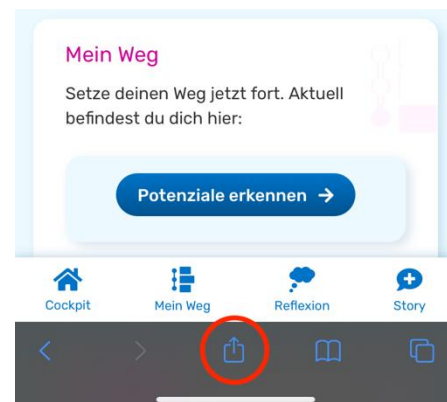 Mein Weg
Setze deinen Weg jetzt fort. Aktuell
befindest du dich hier:
Potenziale erkennen →
Cockpit Mein Weg Reflexion Story